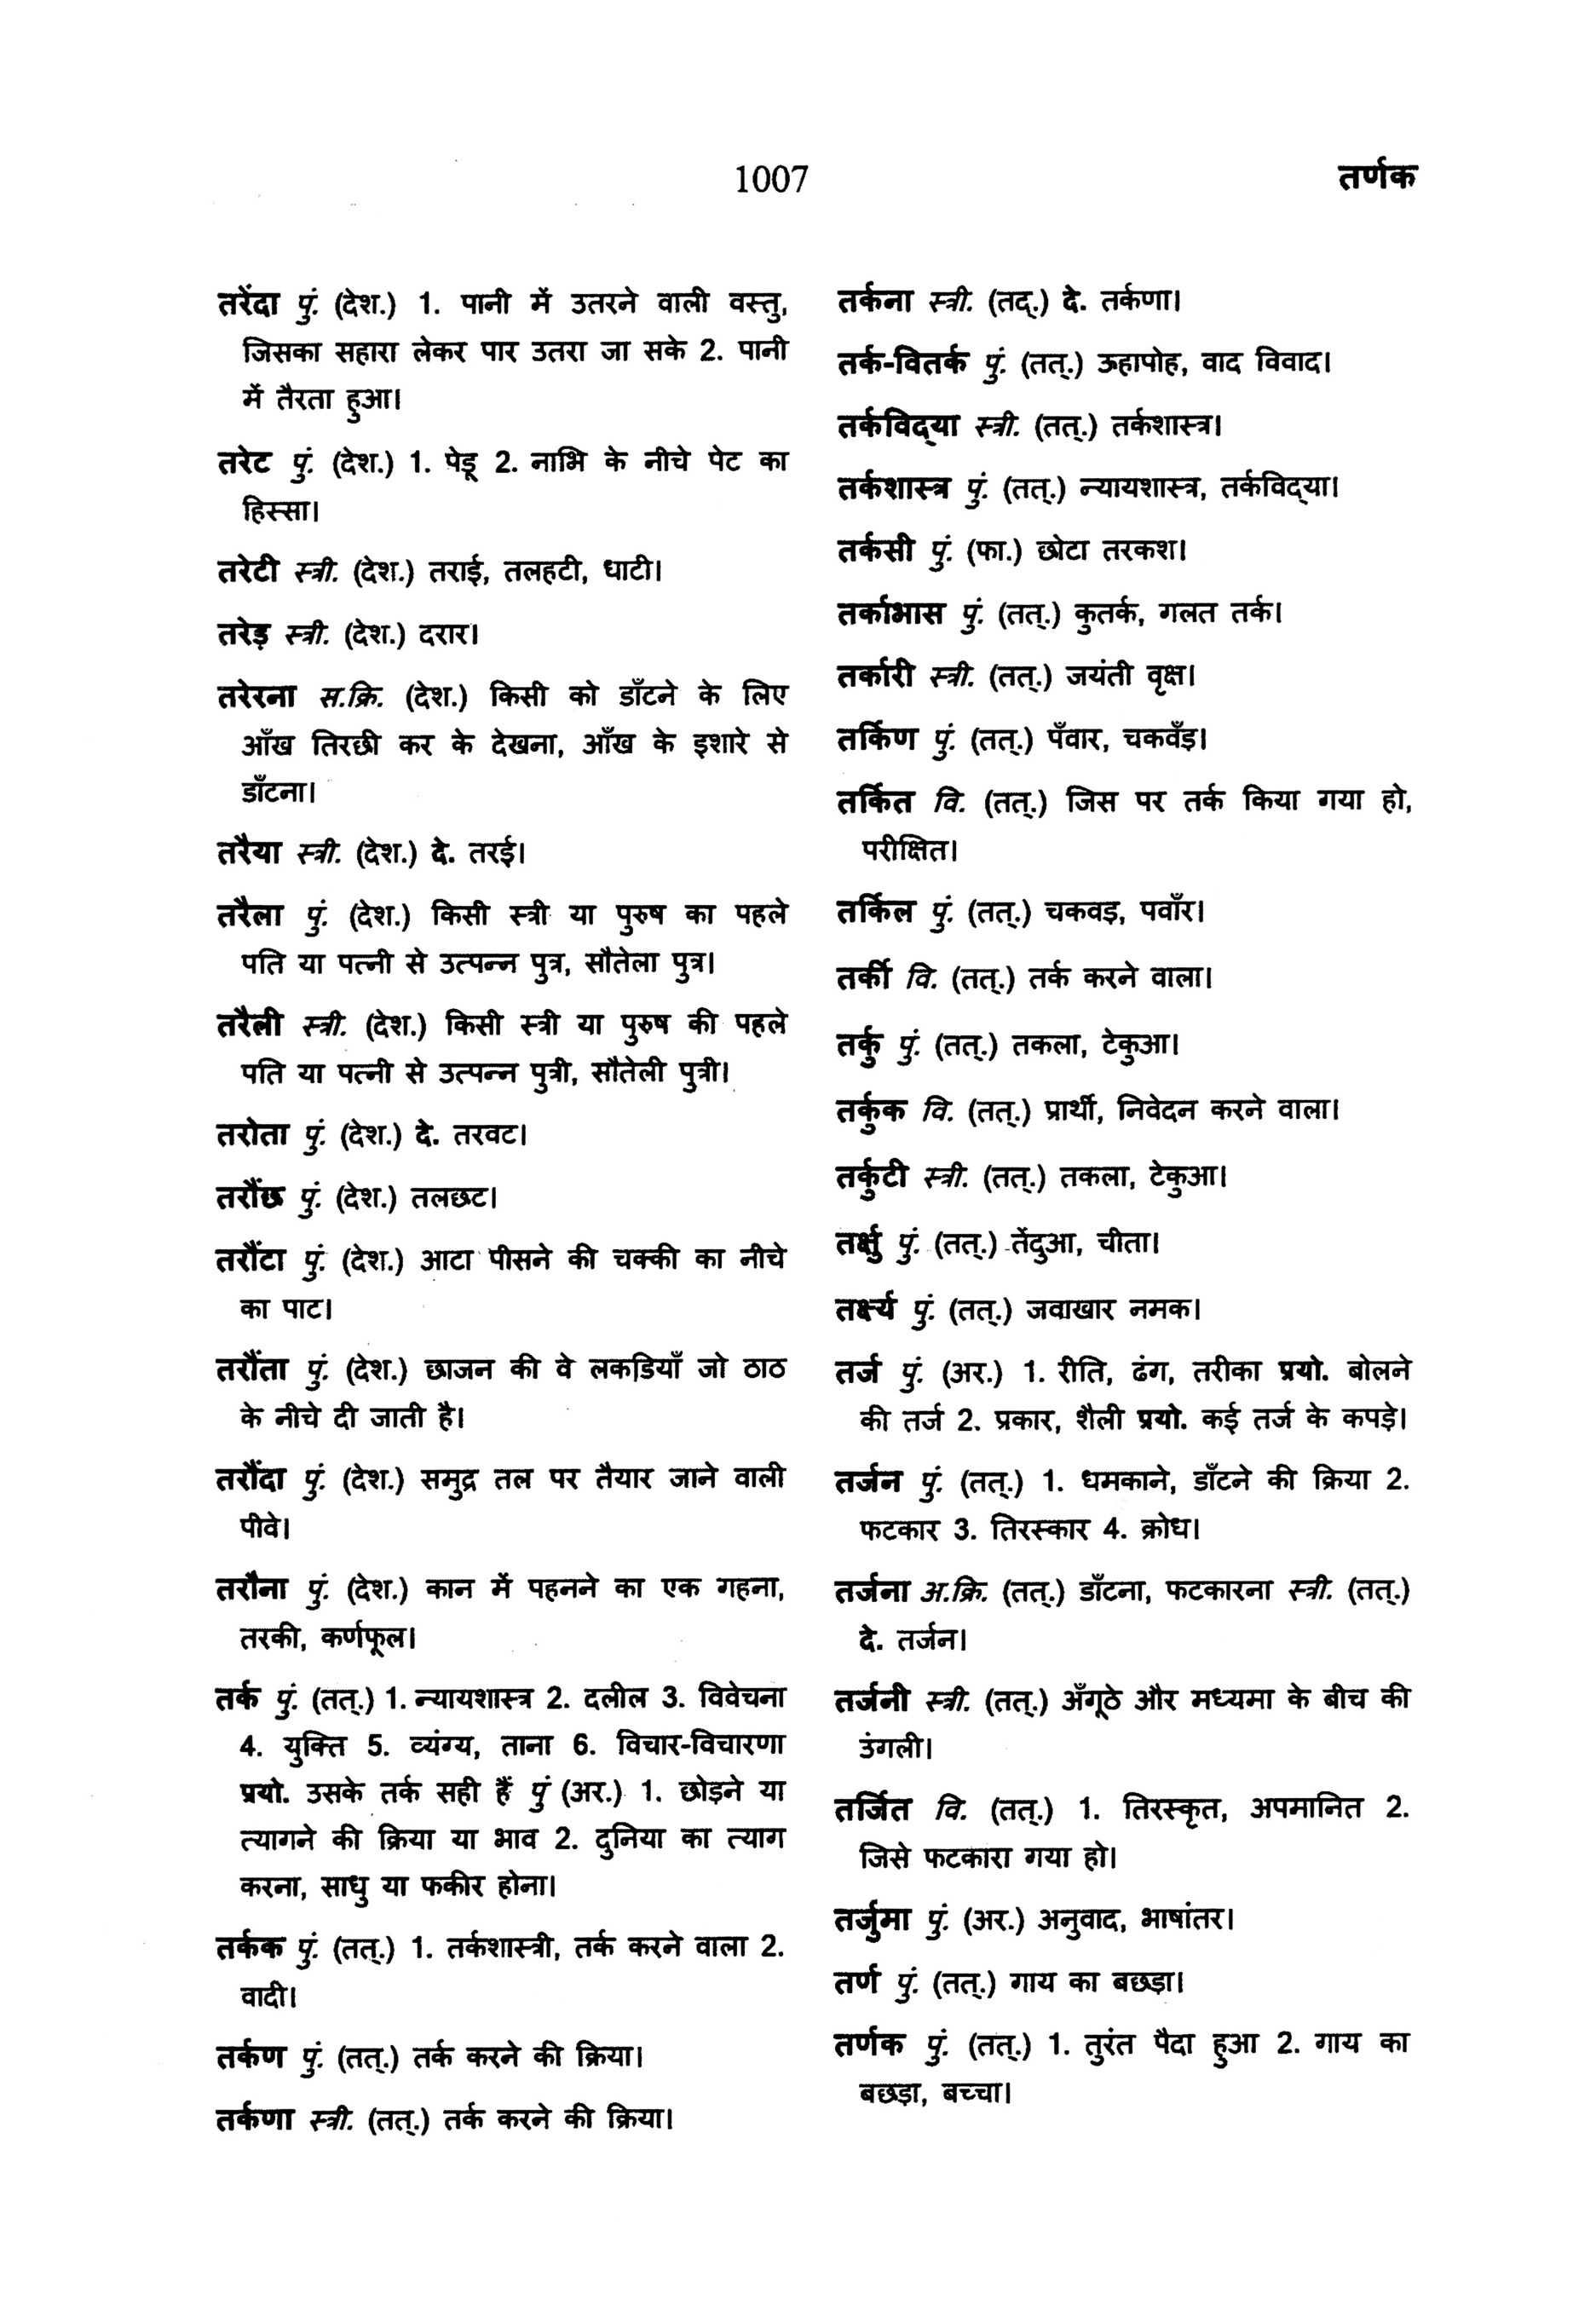 1007
तर्णक
तरेंदा पुं. (देश.) 1. पानी में उतरने वाली वस्तु,
जिसका सहारा लेकर पार उतरा जा सके 2. पानी
में तैरता हुआ।
तरेट पुं. (देश.) 1. पेडू 2. नाभि के नीचे पेट का
हिस्सा।
तरेटी स्त्री. (देश.) तराई, तलहटी, घाटी।
तरेड़ स्त्री. (देश.) दरार।
तरेरना स.क्रि. (देश.) किसी को डाँटने के लिए
आँख तिरछी कर के देखना, आँख के इशारे से
डाँटना।
तरैया स्त्री. (देश.) दे. तरई।
तरैला पुं. (देश.) किसी स्त्री या पुरुष का पहले
पति या पत्नी से उत्पन्न पुत्र, सौतेला पुत्र।
तरैली स्त्री. (देश.) किसी स्त्री या पुरुष की पहले
पति या पत्नी से उत्पन्न पुत्री, सौतेली पुत्री।
तरोता पुं. (देश.) दे. तरवट।
तरौंछ पुं. (देश.) तलछट।
तरौंटा पुं. (देश.) आटा पीसने की चक्की का नीचे
का पाट।
तरौंता पुं. (देश.) छाजन की वे लकडि़याँ जो ठाठ
के नीचे दी जाती है।
तरौंदा पुं. (देश.) समुद्र तल पर तैयार जाने वाली
पीवे।
तरौना पुं. (देश.) कान में पहनने का एक गहना,
तरकी, कर्णफूल।
तर्क पुं. (तत्.) 1. न्यायशास्त्र 2. दलील 3. विवेचना
4. युक्ति 5. व्यंग्य, ताना 6. विचार-विचारणा
प्रयो. उसके तर्क सही हैं पुं (अर.) 1. छोड़ने या
त्यागने की क्रिया या भाव 2. दुनिया का त्याग
करना, साधु या फकीर होना।
तर्कक पुं. (तत्.) 1. तर्कशास्त्री, तर्क करने वाला 2.
वादी।
तर्कण पुं. (तत्.) तर्क करने की क्रिया।
तर्कणा स्त्री. (तत्.) तर्क करने की क्रिया।
तर्कना स्त्री. (तद्.) दे. तर्कणा।
तर्क-वितर्क पुं. (तत्.) ऊहापोह, वाद विवाद।
तर्कविद्‌या स्त्री. (तत्.) तर्कशास्त्र।
तर्कशास्त्र पुं. (तत्.) न्यायशास्त्र, तर्कविद्‌या।
तर्कसी पुं. (फा.) छोटा तरकश।
तर्काभास पुं. (तत्.) कुतर्क, गलत तर्क।
तर्कारी स्त्री. (तत्.) जयंती वृक्ष।
तर्किण पुं. (तत्.) पँवार, चकवँड़।
तर्कित वि. (तत्.) जिस पर तर्क किया गया हो,
परीक्षित।
तर्किल पुं. (तत्.) चकवड़, पवाँर।
तर्की वि. (तत्.) तर्क करने वाला।
तर्कु पुं. (तत्.) तकला, टेकुआ।
तर्कुक वि. (तत्.) प्रार्थी, निवेदन करने वाला।
तर्कुटी स्त्री. (तत्.) तकला, टेकुआ।
तर्क्षु पुं. (तत्.) तेंदुआ, चीता।
तर्क्ष्य पुं. (तत्.) जवाखार नमक।
तर्ज पुं. (अर.) 1. रीति, ढंग, तरीका प्रयो. बोलने
की तर्ज 2. प्रकार, शैली प्रयो. कई तर्ज के कपड़े।
तर्जन पुं. (तत्.) 1. धमकाने, डाँटने की क्रिया 2.
फटकार 3. तिरस्कार 4. क्रोध।
तर्जना अ.क्रि. (तत्.) डाँटना, फटकारना स्त्री. (तत्.)
दे. तर्जन।
तर्जनी स्त्री. (तत्.) अँगूठे और मध्यमा के बीच की
उंगली।
तर्जित वि. (तत्.) 1. तिरस्कृत, अपमानित 2.
जिसे फटकारा गया हो।
तर्जुमा पुं. (अर.) अनुवाद, भाषांतर।
तर्ण पुं. (तत्.) गाय का बछड़ा।
तर्णक पुं. (तत्.) 1. तुरंत पैदा हुआ 2. गाय का
बछड़ा, बच्चा।